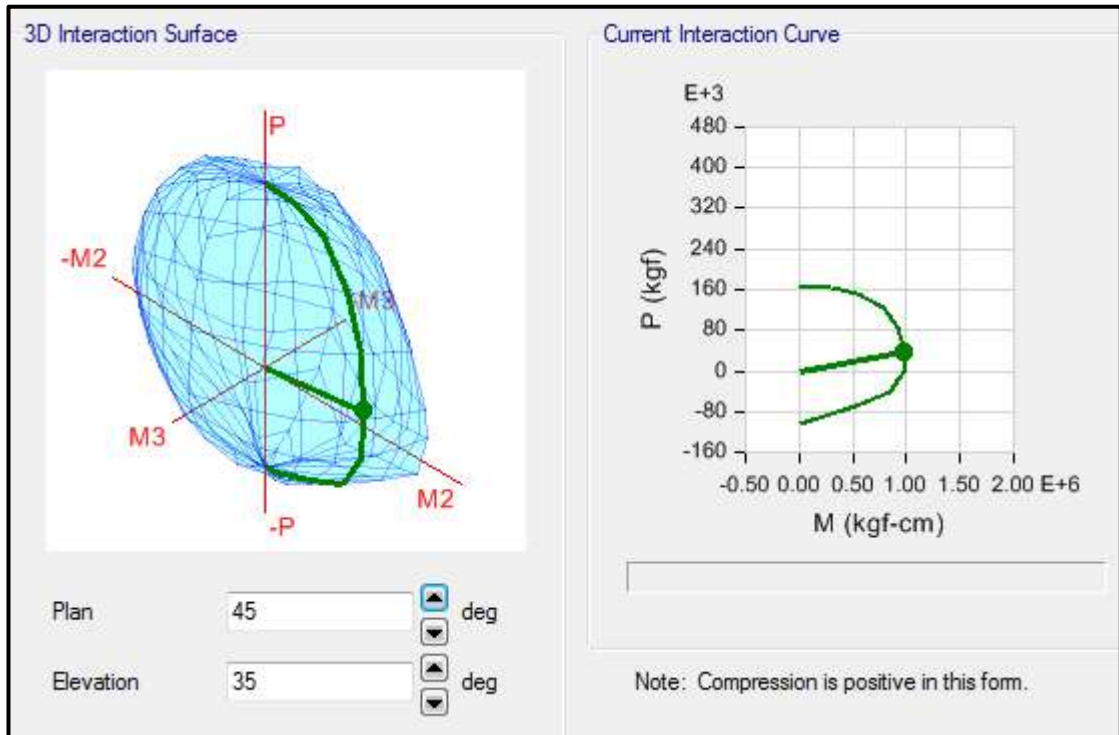 3D Interaction Surface
P
-M2
-M3
M3
M2
-P
Plan
45
deg
Elevation
35
deg
Current Interaction Curve
E+3
480
400
320
240
160
80
0
-80
-160
P (kgf)
-0.50 0.00 0.50 1.00 1.50 2.00 E+6
M (kgf-cm)
Note: Compression is positive in this form.